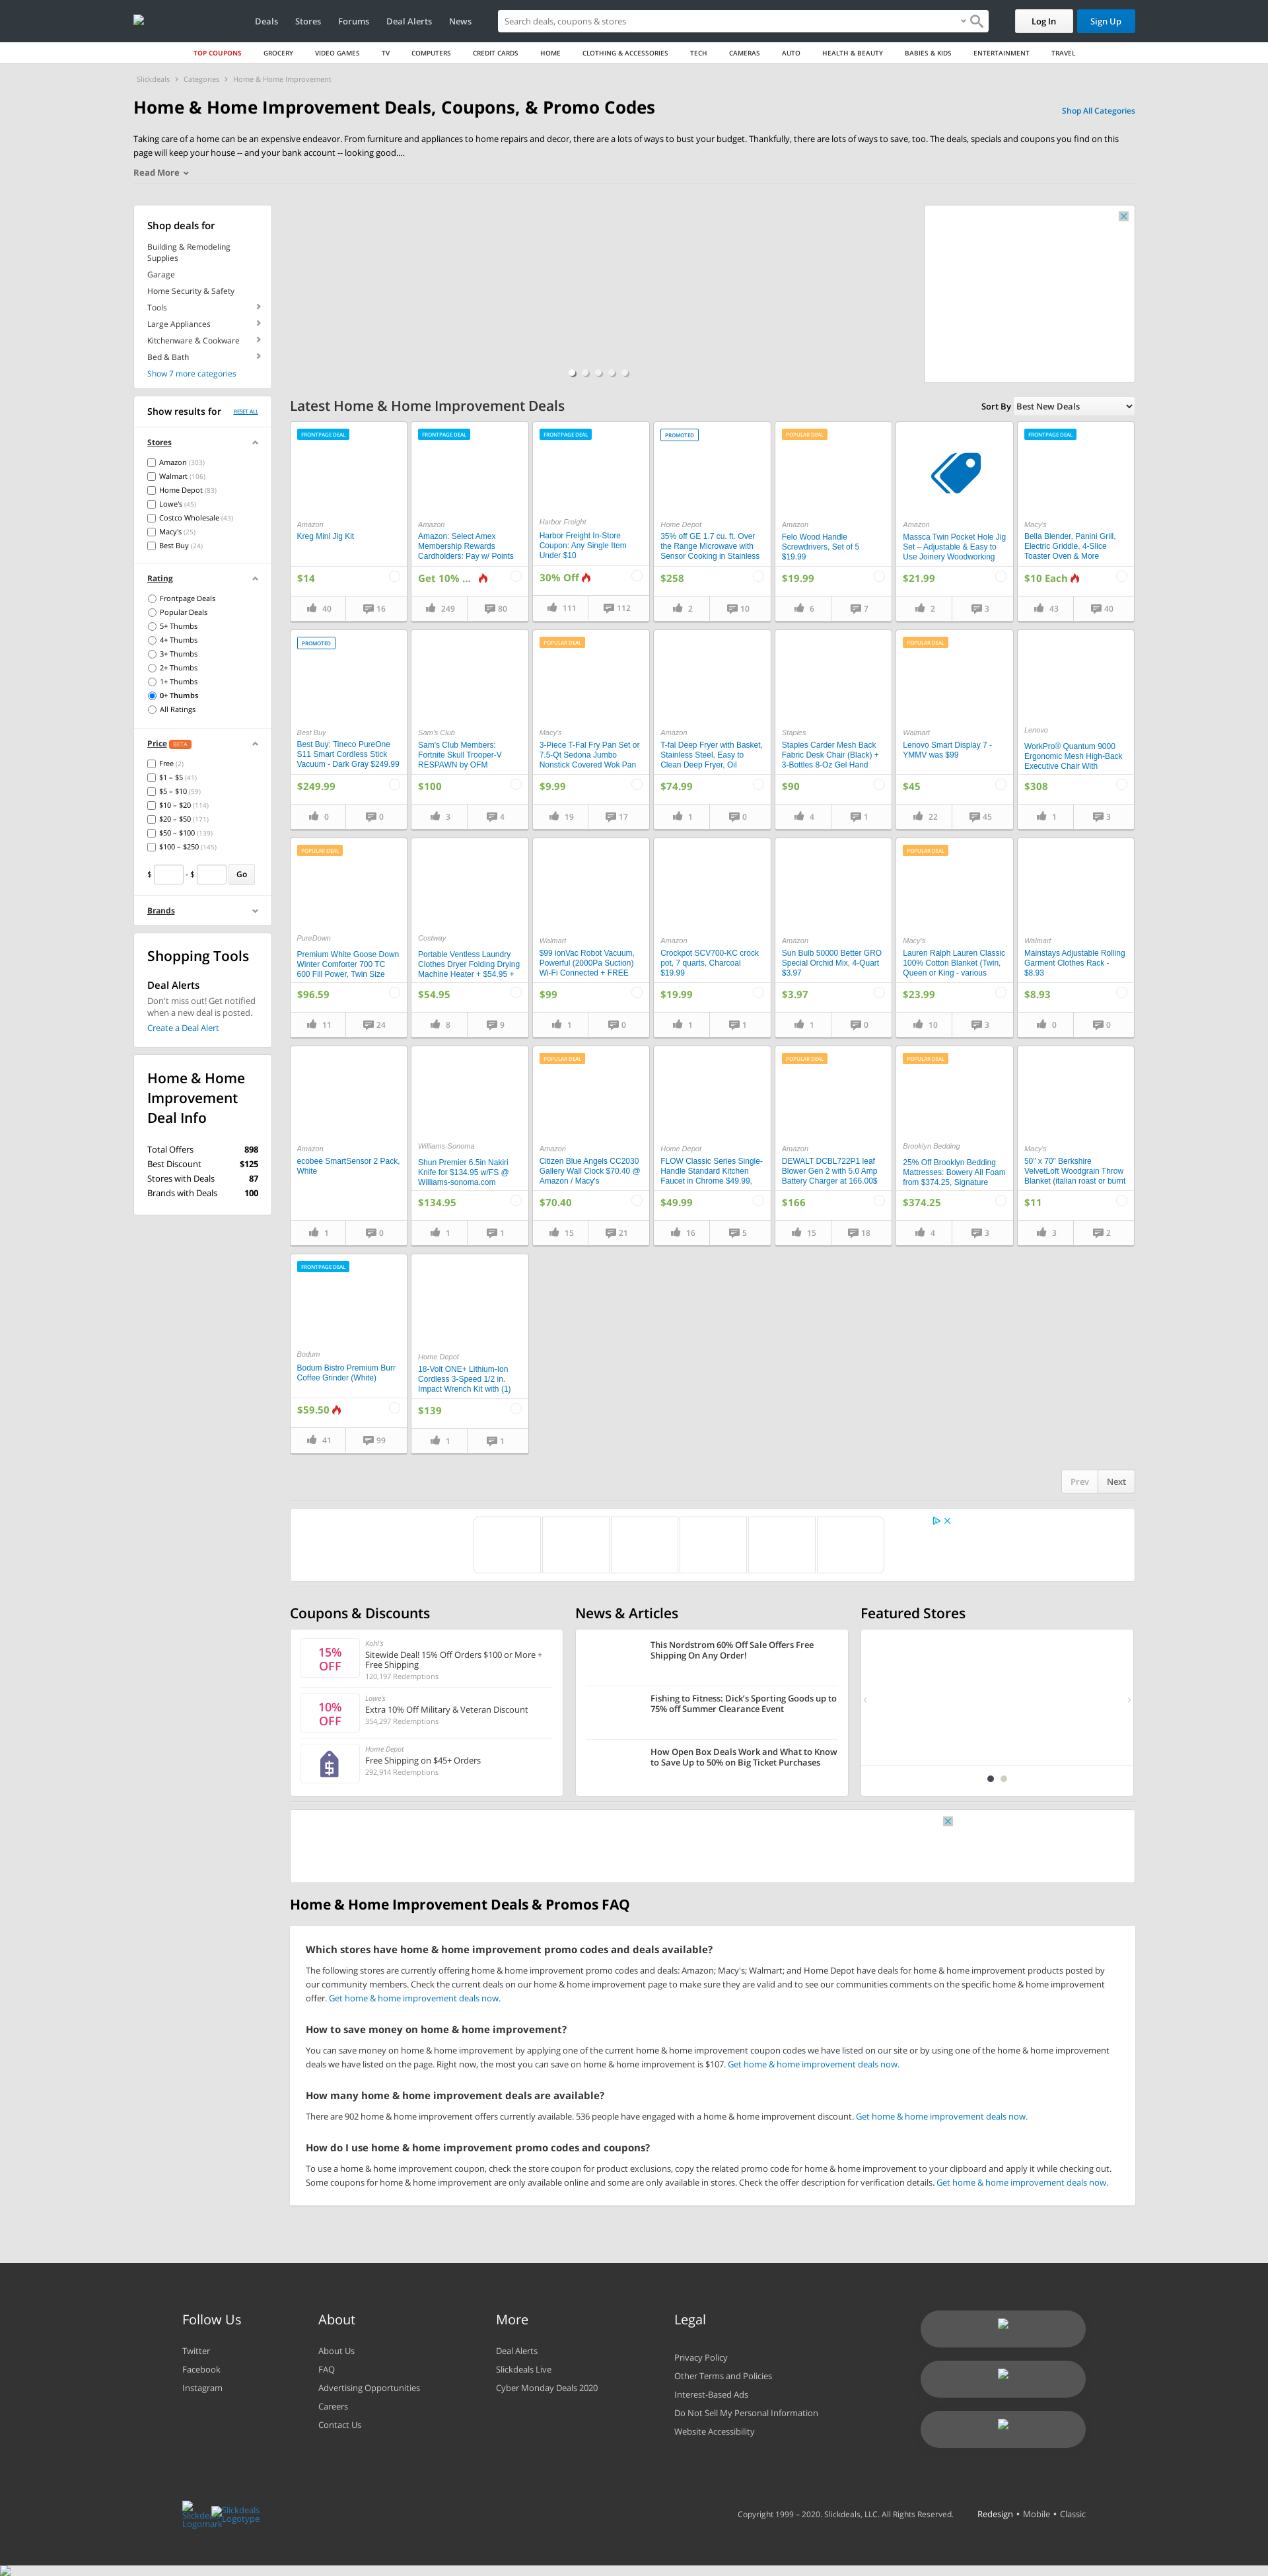 Deals Stores Forums Deal Alerts News
Search deals, coupons & stores
Log In
Sign Up
TOP COUPONS GROCERY VIDEO GAMES TV COMPUTERS CREDIT CARDS HOME CLOTHING & ACCESSORIES TECH CAMERAS AUTO HEALTH & BEAUTY BABIES & KIDS ENTERTAINMENT TRAVEL
Slickdeals > Categories > Home & Home Improvement
Home & Home Improvement Deals, Coupons, & Promo Codes
Shop All Categories
Taking care of a home can be an expensive endeavor. From furniture and appliances to home repairs and decor, there are a lots of ways to bust your budget. Thankfully, there are lots of ways to save, too. The deals, specials and coupons you find on this
page will keep your house -- and your bank account -- looking good....
Read More
Shop deals for
Building & Remodeling
Supplies
Garage
Home Security & Safety
Tools
Large Appliances
Kitchenware & Cookware
Bed & Bath
Show 7 more categories
Show results for RESET ALL
Stores
Amazon (303)
Walmart (106)
Home Depot (83)
Lowe's (45)
Costco Wholesale (43)
Macy's (25)
Best Buy (24)
Rating
Frontpage Deals
Popular Deals
5+ Thumbs
4+ Thumbs
3+ Thumbs
2+ Thumbs
1+ Thumbs
0+ Thumbs
All Ratings
Price BETA
Free (2)
$1 – $5 (41)
$5 – $10 (59)
$10 – $20 (114)
$20 – $50 (171)
$50 – $100 (139)
$100 – $250 (145)
$ - $ Go
Brands
Shopping Tools
Deal Alerts
Don't miss out! Get notified
when a new deal is posted.
Create a Deal Alert
Home & Home
Improvement
Deal Info
Total Offers 898
Best Discount $125
Stores with Deals 87
Brands with Deals 100
Latest Home & Home Improvement Deals
Sort By Best New Deals
FRONTPAGE DEAL
Amazon
Kreg Mini Jig Kit
$14
40 16
FRONTPAGE DEAL
Amazon
Amazon: Select Amex
Membership Rewards
Cardholders: Pay w/ Points
Get 10% ...
249 80
FRONTPAGE DEAL
Harbor Freight
Harbor Freight In-Store
Coupon: Any Single Item
Under $10
30% Off
111 112
PROMOTED
Home Depot
35% off GE 1.7 cu. ft. Over
the Range Microwave with
Sensor Cooking in Stainless
$258
2 10
POPULAR DEAL
Amazon
Felo Wood Handle
Screwdrivers, Set of 5
$19.99
$19.99
6 7
Amazon
Massca Twin Pocket Hole Jig
Set – Adjustable & Easy to
Use Joinery Woodworking
$21.99
2 3
FRONTPAGE DEAL
Macy's
Bella Blender, Panini Grill,
Electric Griddle, 4-Slice
Toaster Oven & More
$10 Each
43 40
PROMOTED
Best Buy
Best Buy: Tineco PureOne
S11 Smart Cordless Stick
Vacuum - Dark Gray $249.99
$249.99
0 0
Sam's Club
Sam's Club Members:
Fortnite Skull Trooper-V
RESPAWN by OFM
$100
3 4
POPULAR DEAL
Macy's
3-Piece T-Fal Fry Pan Set or
7.5-Qt Sedona Jumbo
Nonstick Covered Wok Pan
$9.99
19 17
Amazon
T-fal Deep Fryer with Basket,
Stainless Steel, Easy to
Clean Deep Fryer, Oil
$74.99
1 0
Staples
Staples Carder Mesh Back
Fabric Desk Chair (Black) +
3-Bottles 8-Oz Gel Hand
$90
4 1
POPULAR DEAL
Walmart
Lenovo Smart Display 7 -
YMMV was $99
$45
22 45
Lenovo
WorkPro® Quantum 9000
Ergonomic Mesh High-Back
Executive Chair With
$308
1 3
POPULAR DEAL
PureDown
Premium White Goose Down
Winter Comforter 700 TC
600 Fill Power, Twin Size
$96.59
11 24
Costway
Portable Ventless Laundry
Clothes Dryer Folding Drying
Machine Heater + $54.95 +
$54.95
8 9
Walmart
$99 ionVac Robot Vacuum,
Powerful (2000Pa Suction)
Wi-Fi Connected + FREE
$99
1 0
Amazon
Crockpot SCV700-KC crock
pot, 7 quarts, Charcoal
$19.99
$19.99
1 1
Amazon
Sun Bulb 50000 Better GRO
Special Orchid Mix, 4-Quart
$3.97
$3.97
1 0
POPULAR DEAL
Macy's
Lauren Ralph Lauren Classic
100% Cotton Blanket (Twin,
Queen or King - various
$23.99
10 3
Walmart
Mainstays Adjustable Rolling
Garment Clothes Rack -
$8.93
$8.93
0 0
Amazon
ecobee SmartSensor 2 Pack,
White
1 0
Williams-Sonoma
Shun Premier 6.5in Nakiri
Knife for $134.95 w/FS @
Williams-sonoma.com
$134.95
1 1
POPULAR DEAL
Amazon
Citizen Blue Angels CC2030
Gallery Wall Clock $70.40 @
Amazon / Macy's
$70.40
15 21
Home Depot
FLOW Classic Series Single-
Handle Standard Kitchen
Faucet in Chrome $49.99,
$49.99
16 5
POPULAR DEAL
Amazon
DEWALT DCBL722P1 leaf
Blower Gen 2 with 5.0 Amp
Battery Charger at 166.00$
$166
15 18
POPULAR DEAL
Brooklyn Bedding
25% Off Brooklyn Bedding
Mattresses: Bowery All Foam
from $374.25, Signature
$374.25
4 3
Macy's
50" x 70" Berkshire
VelvetLoft Woodgrain Throw
Blanket (italian roast or burnt
$11
3 2
FRONTPAGE DEAL
Bodum
Bodum Bistro Premium Burr
Coffee Grinder (White)
$59.50
41 99
Home Depot
18-Volt ONE+ Lithium-Ion
Cordless 3-Speed 1/2 in.
Impact Wrench Kit with (1)
$139
1 1
Prev Next
Coupons & Discounts
15%
OFF
Kohl's
Sitewide Deal! 15% Off Orders $100 or More +
Free Shipping
120,197 Redemptions
10%
OFF
Lowe's
Extra 10% Off Military & Veteran Discount
354,297 Redemptions
Home Depot
Free Shipping on $45+ Orders
292,914 Redemptions
News & Articles
This Nordstrom 60% Off Sale Offers Free
Shipping On Any Order!
Fishing to Fitness: Dick's Sporting Goods up to
75% off Summer Clearance Event
How Open Box Deals Work and What to Know
to Save Up to 50% on Big Ticket Purchases
Featured Stores
Home & Home Improvement Deals & Promos FAQ
Which stores have home & home improvement promo codes and deals available?
The following stores are currently offering home & home improvement promo codes and deals: Amazon; Macy's; Walmart; and Home Depot have deals for home & home improvement products posted by
our community members. Check the current deals on our home & home improvement page to make sure they are valid and to see our communities comments on the specific home & home improvement
offer. Get home & home improvement deals now.
How to save money on home & home improvement?
You can save money on home & home improvement by applying one of the current home & home improvement coupon codes we have listed on our site or by using one of the home & home improvement
deals we have listed on the page. Right now, the most you can save on home & home improvement is $107. Get home & home improvement deals now.
How many home & home improvement deals are available?
There are 902 home & home improvement offers currently available. 536 people have engaged with a home & home improvement discount. Get home & home improvement deals now.
How do I use home & home improvement promo codes and coupons?
To use a home & home improvement coupon, check the store coupon for product exclusions, copy the related promo code for home & home improvement to your clipboard and apply it while checking out.
Some coupons for home & home improvement are only available online and some are only available in stores. Check the offer description for verification details. Get home & home improvement deals now.
Follow Us
Twitter
Facebook
Instagram
About
About Us
FAQ
Advertising Opportunities
Careers
Contact Us
More
Deal Alerts
Slickdeals Live
Cyber Monday Deals 2020
Legal
Privacy Policy
Other Terms and Policies
Interest-Based Ads
Do Not Sell My Personal Information
Website Accessibility
Slickdeals
Logomark
Slickdeals
Logotype
Copyright 1999 – 2020. Slickdeals, LLC. All Rights Reserved.
Redesign • Mobile • Classic